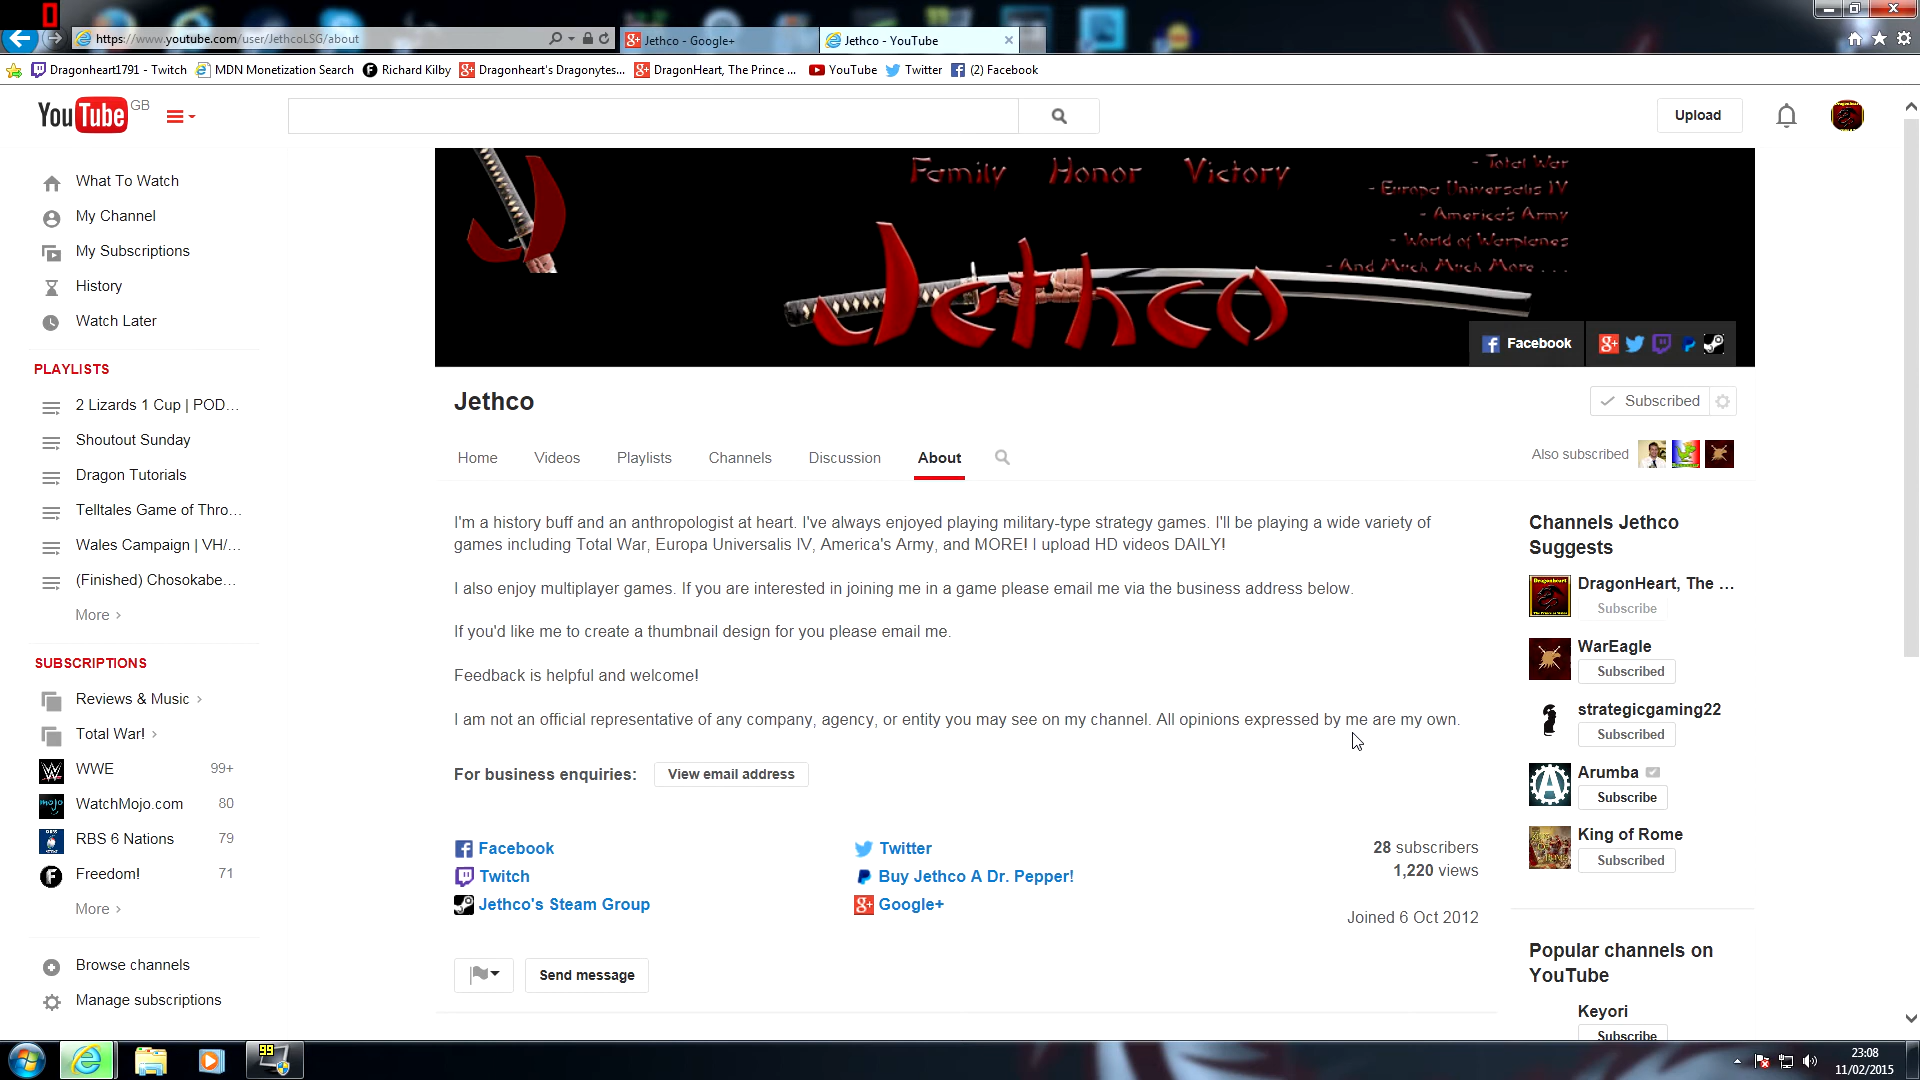 0
https://www.youtube.com/user/JethcoLSG/about
Jethco - Google+
Jethco - YouTube
Dragonheart1791 - Twitch
MDN Monetization Search
Richard Kilby
Dragonheart's Dragonytes...
DragonHeart, The Prince ...
YouTube
Twitter
(2) Facebook
YouTube GB
Upload
What To Watch
My Channel
My Subscriptions
History
Watch Later
PLAYLISTS
2 Lizards 1 Cup | POD...
Shoutout Sunday
Dragon Tutorials
Telltales Game of Thro...
Wales Campaign | VH/...
(Finished) Chosokabe...
More
SUBSCRIPTIONS
Reviews & Music
Total War!
WWE 99+
WatchMojo.com 80
RBS 6 Nations 79
Freedom! 71
More
Browse channels
Manage subscriptions
Family Honor Victory
- Total War
- Europa Universalis IV
- America's Army
- World of Warplanes
- And Much Much More . . .
Jethco
Facebook
Jethco
Subscribed
Home Videos Playlists Channels Discussion About
Also subscribed
I'm a history buff and an anthropologist at heart. I've always enjoyed playing military-type strategy games. I'll be playing a wide variety of
games including Total War, Europa Universalis IV, America's Army, and MORE! I upload HD videos DAILY!
I also enjoy multiplayer games. If you are interested in joining me in a game please email me via the business address below.
If you'd like me to create a thumbnail design for you please email me.
Feedback is helpful and welcome!
I am not an official representative of any company, agency, or entity you may see on my channel. All opinions expressed by me are my own.
For business enquiries: View email address
Facebook
Twitch
Jethco's Steam Group
Twitter
Buy Jethco A Dr. Pepper!
Google+
28 subscribers
1,220 views
Joined 6 Oct 2012
Send message
Channels Jethco
Suggests
DragonHeart, The ...
Subscribe
WarEagle
Subscribed
strategicgaming22
Subscribed
Arumba
Subscribe
King of Rome
Subscribed
Popular channels on
YouTube
Keyori
Subscribe
99
23:08
11/02/2015